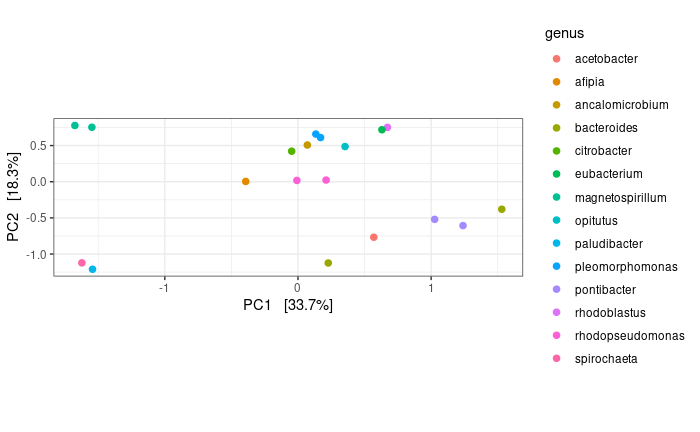 genus
acetobacter
afipia
ancalomicrobium
bacteroides
citrobacter
eubacterium
magnetospirillum
opitutus
paludibacter
pleomorphomonas
pontibacter
rhodoblastus
rhodopseudomonas
spirochaeta
PC2 [18.3%]
0.5
0.0
-0.5
-1.0
-1 0 1
PC1 [33.7%]